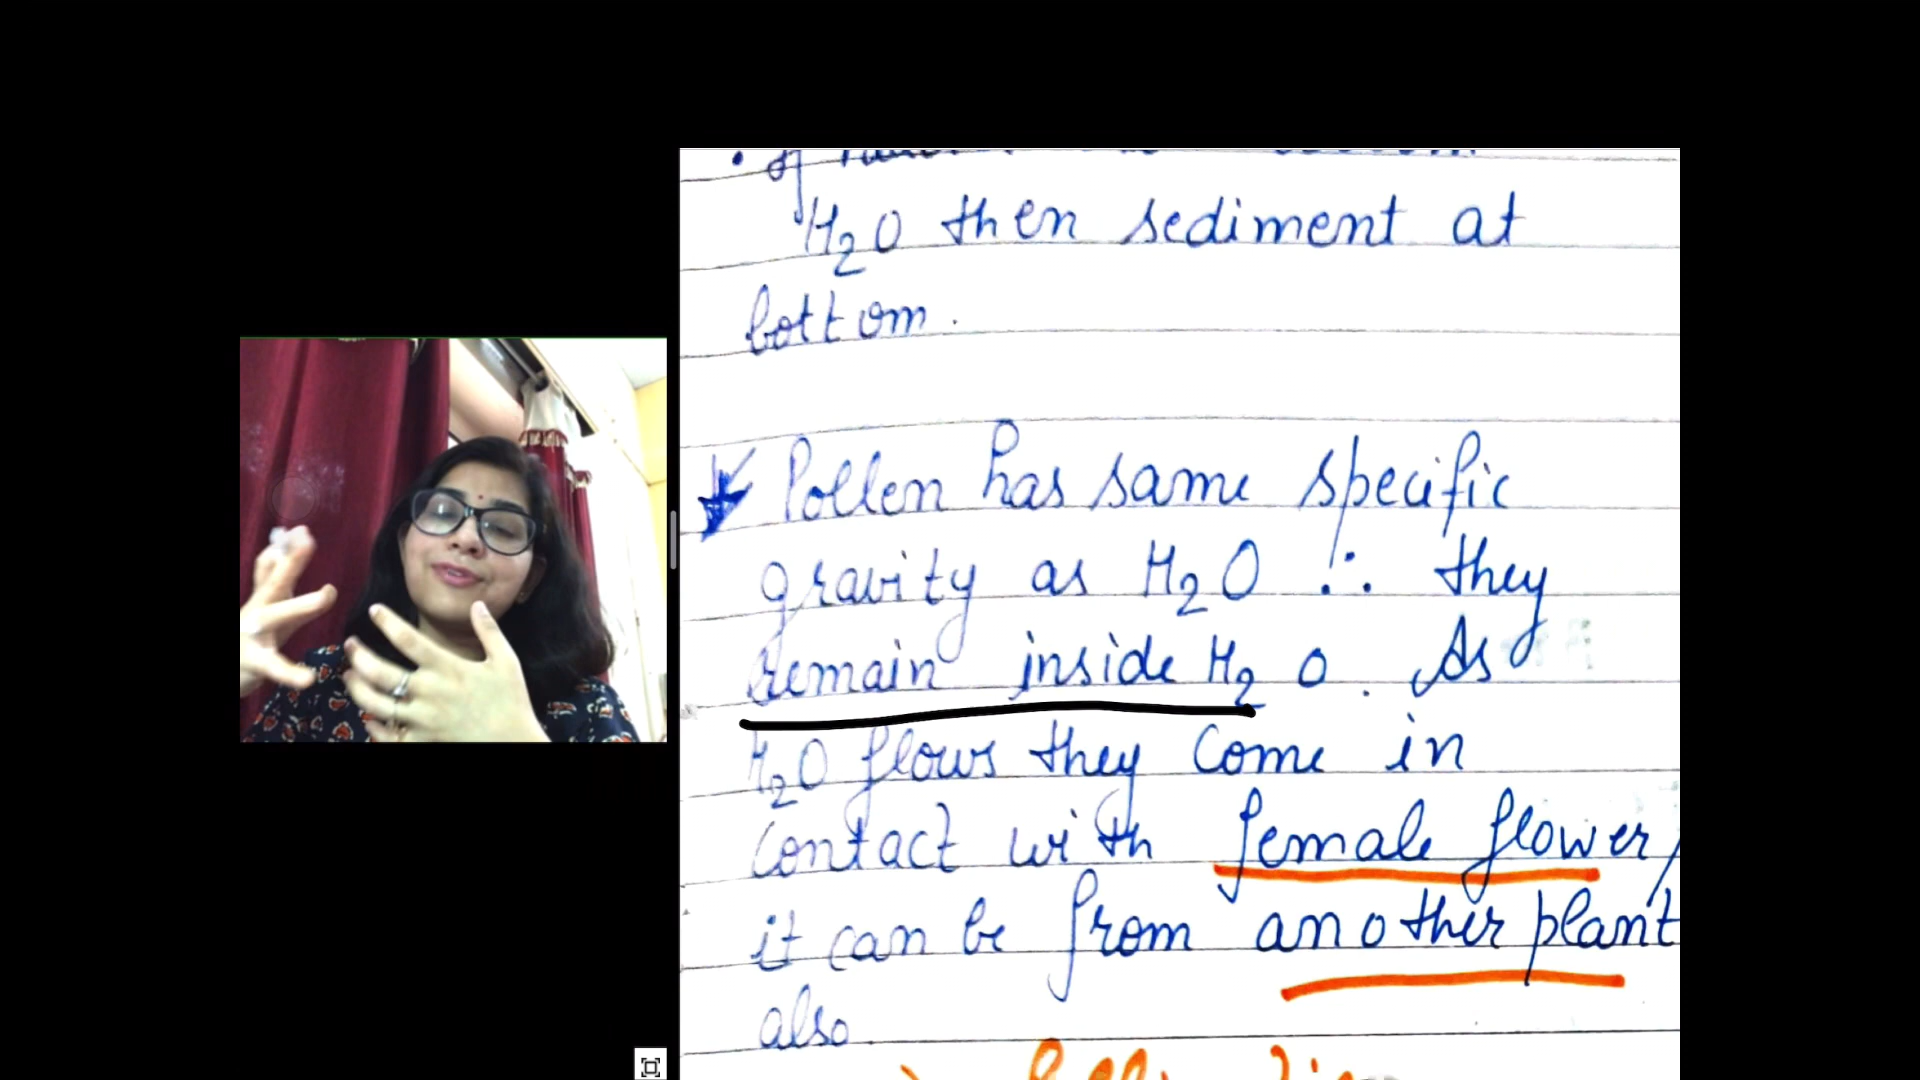 • If
H₂O then sediment at
bottom.
Pollen has same specific
gravity as H₂O ∴ they
remain inside H₂O. As
H₂O flows they come in
contact with female flower,
it can be from another plant
also.